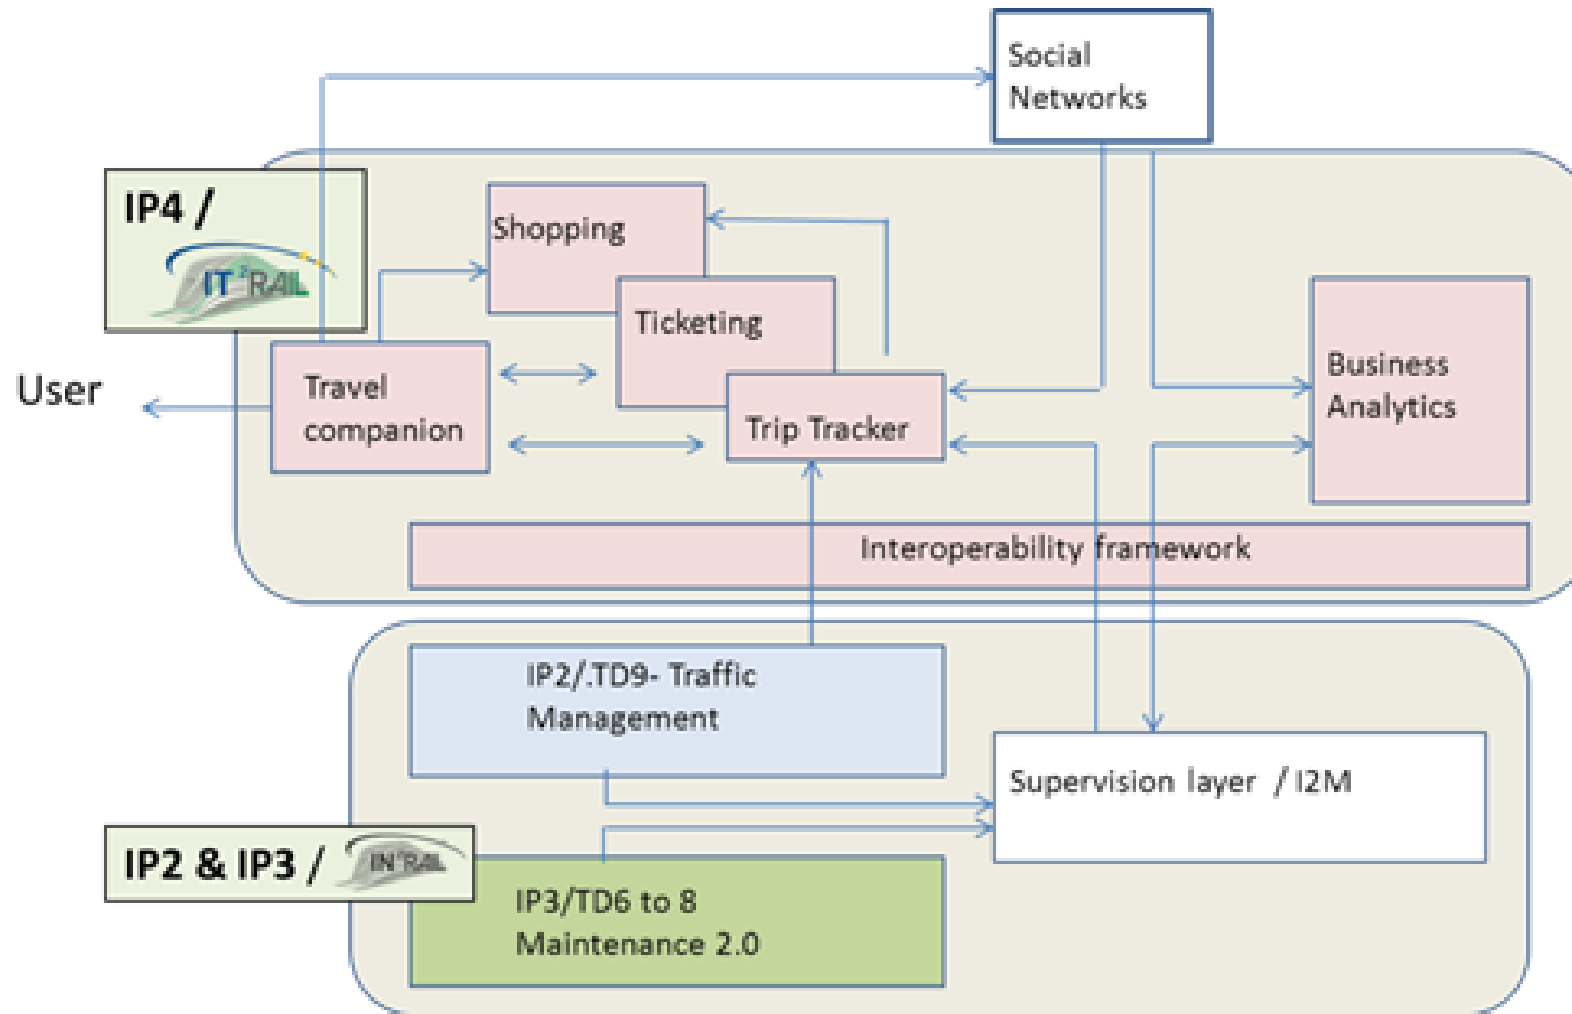 Social
Networks
IP4 /
IT²RAIL
Shopping
Ticketing
User
Travel
companion
Trip Tracker
Business
Analytics
Interoperability framework
IP2/.TD9- Traffic
Management
Supervision layer / I2M
IP2 & IP3 / IN²RAIL
IP3/TD6 to 8
Maintenance 2.0